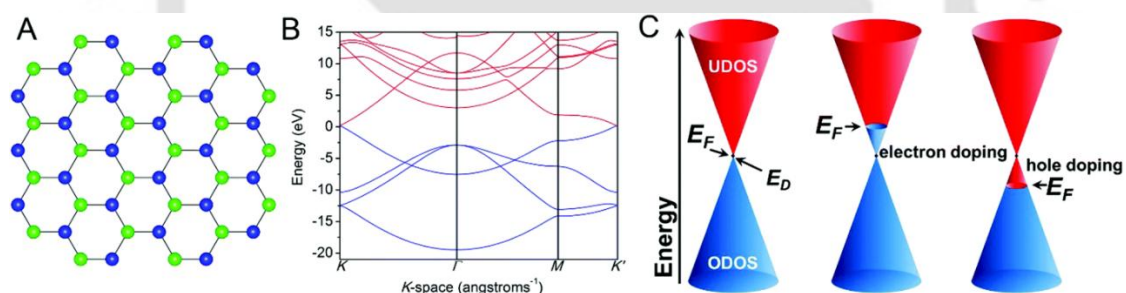 A
B
C
15
10
5
0
-5
-10
-15
-20
Energy (eV)
K
Γ
M
K'
K-space (angstroms⁻¹)
Energy
UDOS
E_F
E_D
ODOS
E_F
electron doping
hole doping
E_F